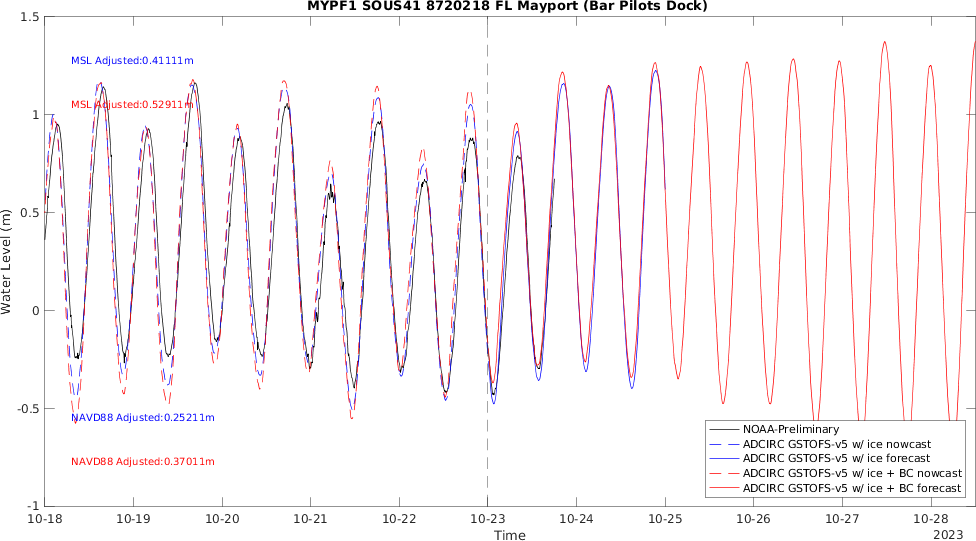 MYPF1 SOUS41 8720218 FL Mayport (Bar Pilots Dock)
1.5
MSL Adjusted:0.41111m
MSL Adjusted:0.52911m
1
0.5
Water Level (m)
0
-0.5
NAVD88 Adjusted:0.25211m
NAVD88 Adjusted:0.37011m
NOAA-Preliminary
ADCIRC GSTOFS-v5 w/ ice nowcast
ADCIRC GSTOFS-v5 w/ ice forecast
ADCIRC GSTOFS-v5 w/ ice + BC nowcast
ADCIRC GSTOFS-v5 w/ ice + BC forecast
-1
10-18 10-19 10-20 10-21 10-22 10-23 10-24 10-25 10-26 10-27 10-28
Time
2023